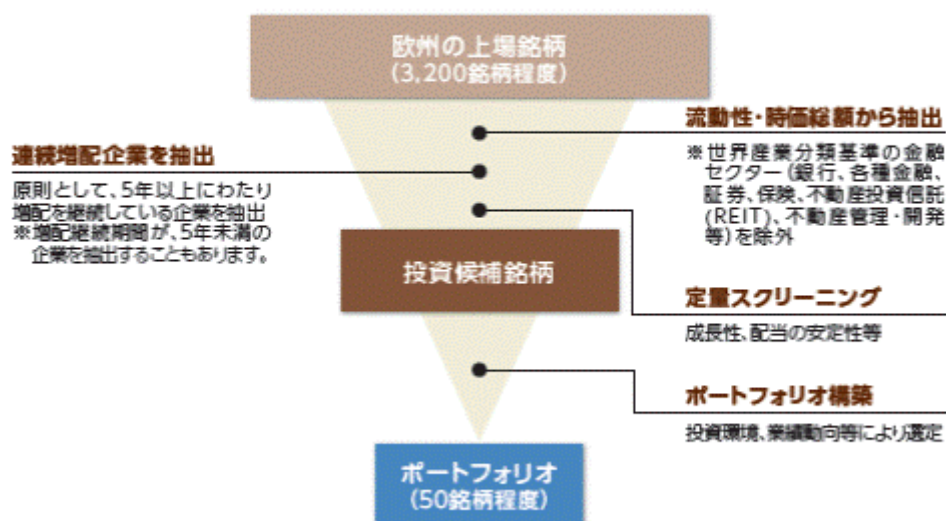 欧州の上場銘柄
(3,200銘柄程度)
流動性・時価総額から抽出
※世界産業分類基準の金融
セクター(銀行、各種金融、
証券、保険、不動産投資信託
(REIT)、不動産管理・開発
等)を除外
連続増配企業を抽出
原則として、5年以上にわたり
増配を継続している企業を抽出
※増配継続期間が、5年未満の
企業を抽出することもあります。
投資候補銘柄
定量スクリーニング
成長性、配当の安定性等
ポートフォリオ構築
投資環境、業績動向等により選定
ポートフォリオ
(50銘柄程度)